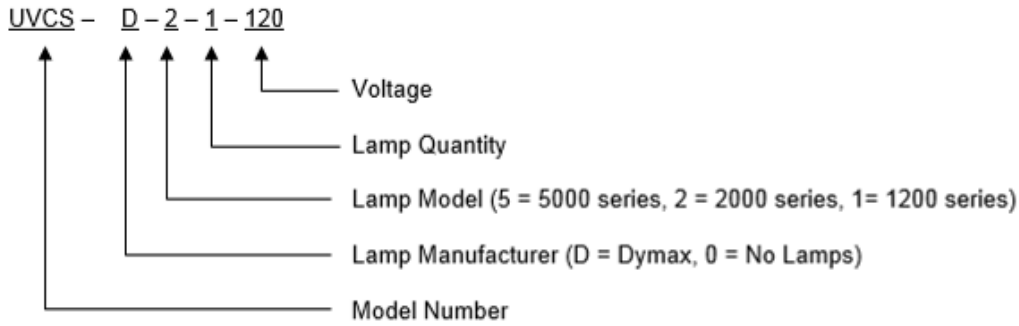 UVCS – D – 2 – 1 – 120
Voltage
Lamp Quantity
Lamp Model (5 = 5000 series, 2 = 2000 series, 1= 1200 series)
Lamp Manufacturer (D = Dymax, 0 = No Lamps)
Model Number